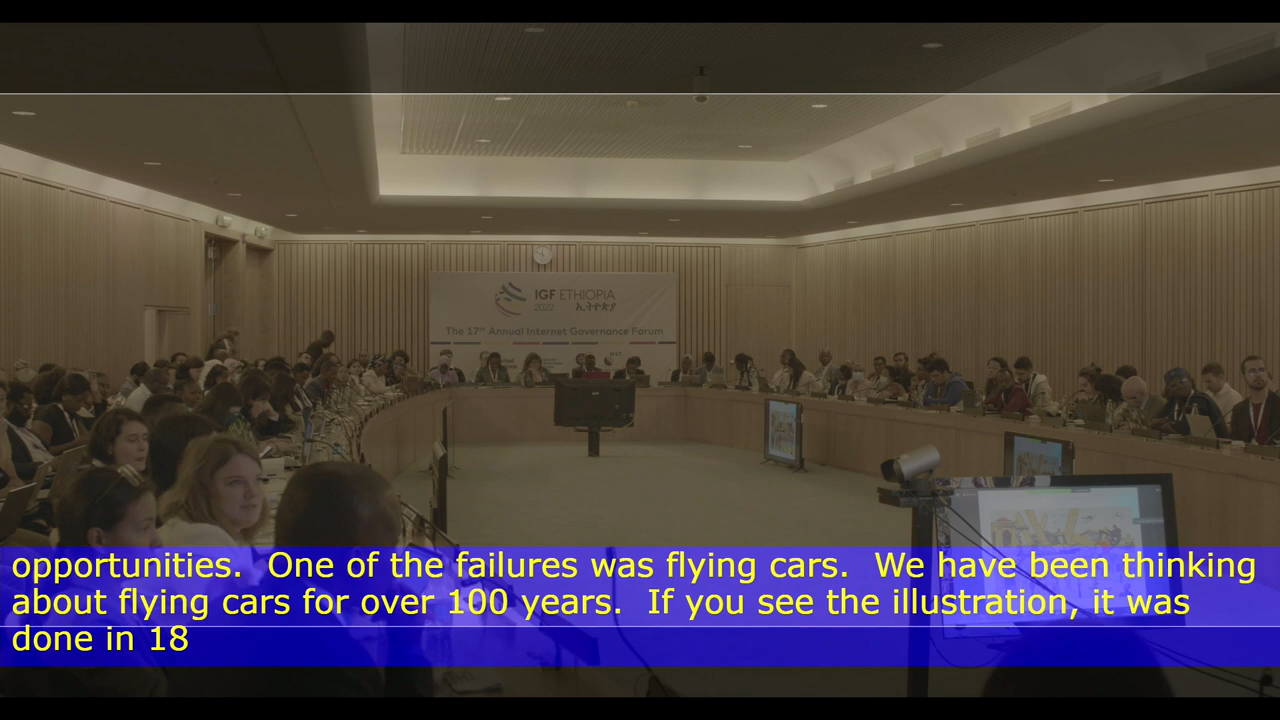 IGF ETHIOPIA
2022 ኢትዮጵያ
The 17th Annual Internet Governance Forum
opportunities.  One of the failures was flying cars.  We have been thinking
about flying cars for over 100 years.  If you see the illustration, it was
done in 18